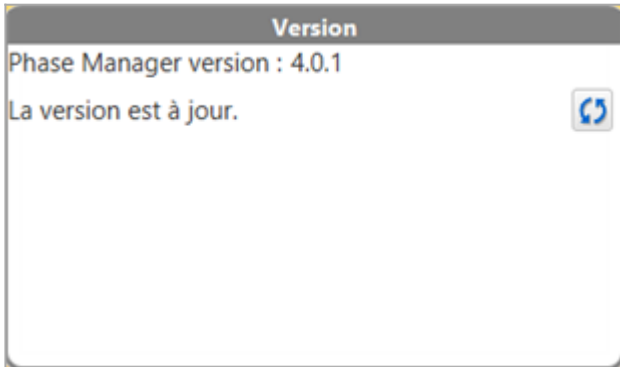 Version
Phase Manager version : 4.0.1
La version est à jour.